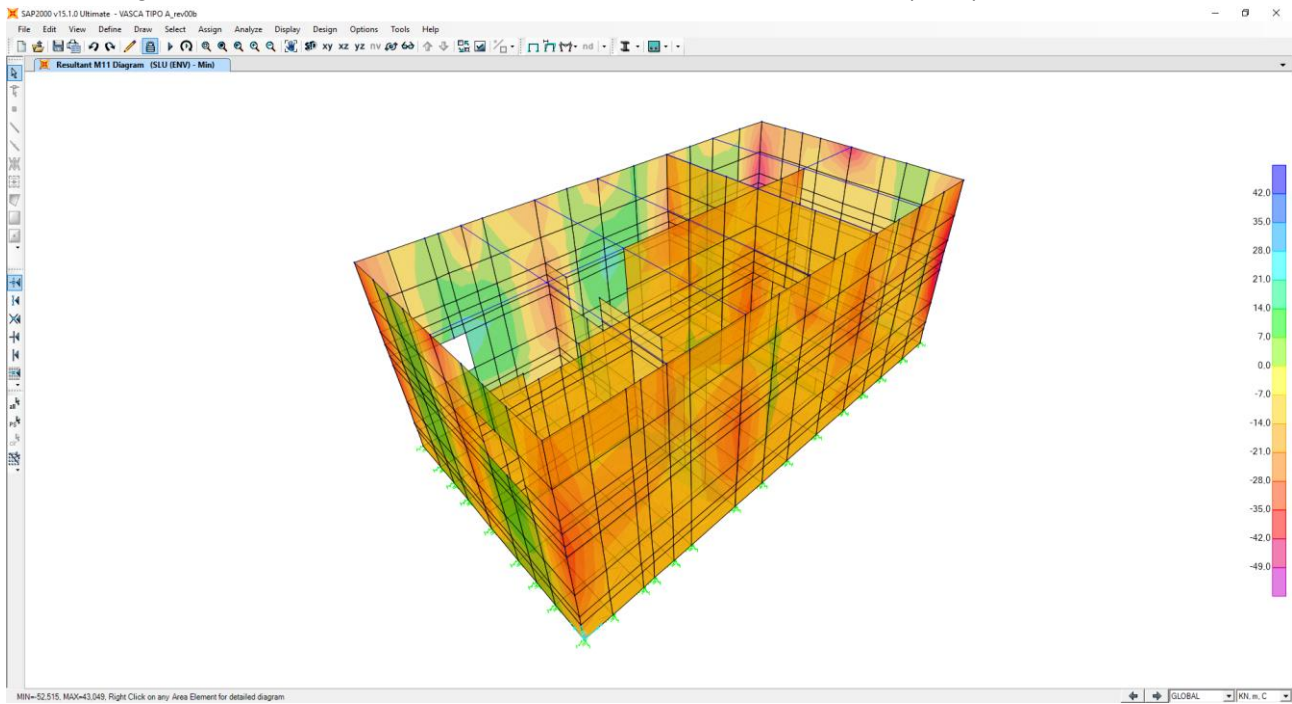 SAP2000 v15.1.0 Ultimate - VASCA TIPO A_rev00b
File Edit View Define Draw Select Assign Analyze Display Design Options Tools Help
xy xz yz nv nd
Resultant M11 Diagram (SLU (ENV) - Min)
42.0
35.0
28.0
21.0
14.0
7.0
0.0
-7.0
-14.0
-21.0
-28.0
-35.0
-42.0
-49.0
MIN=-52,515, MAX=43,049, Right Click on any Area Element for detailed diagram
GLOBAL
KN, m, C